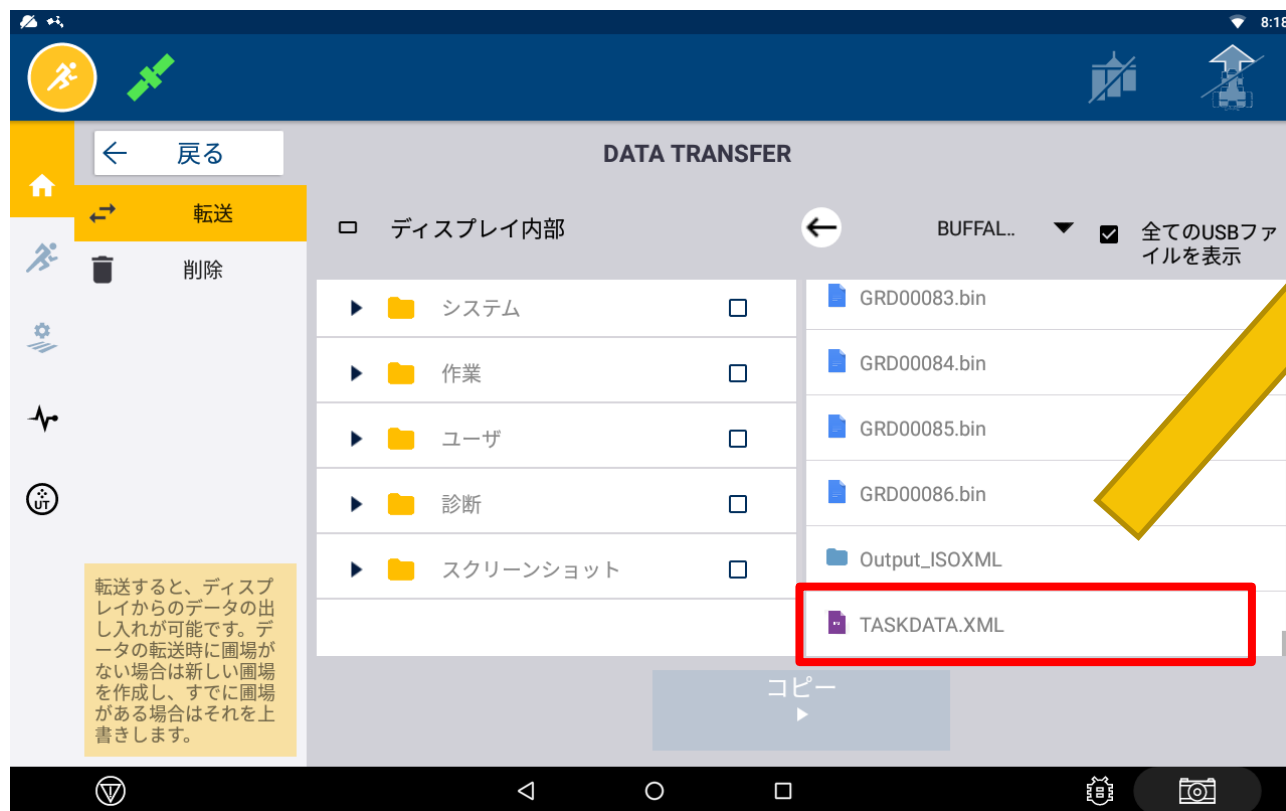 8:18
戻る
DATA TRANSFER
転送
削除
ディスプレイ内部
BUFFAL..
全てのUSBファ
イルを表示
システム
作業
ユーザ
診断
スクリーンショット
GRD00083.bin
GRD00084.bin
GRD00085.bin
GRD00086.bin
Output_ISOXML
TASKDATA.XML
UT
転送すると、ディスプ
レイからのデータの出
し入れが可能です。デ
ータの転送時に圃場が
ない場合は新しい圃場
を作成し、すでに圃場
がある場合はそれを上
書きします。
コピー